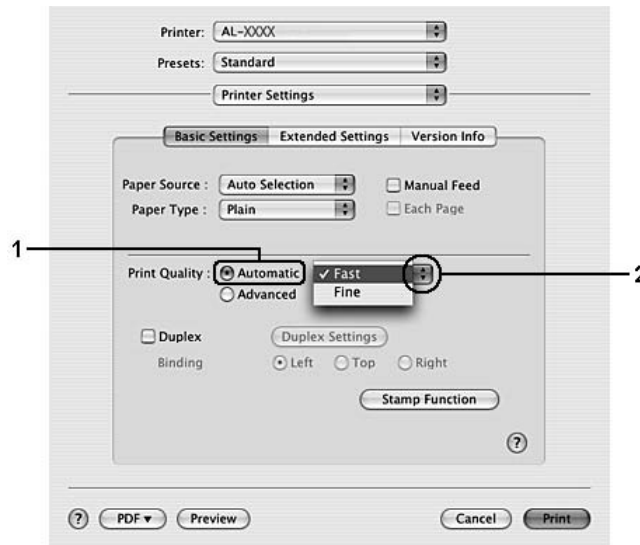 Printer: AL-XXXX
Presets: Standard
Printer Settings
Basic Settings Extended Settings Version Info
Paper Source : Auto Selection Manual Feed
Paper Type : Plain Each Page
1
Print Quality : Automatic ✓ Fast 2
Advanced Fine
Duplex Duplex Settings
Binding Left Top Right
Stamp Function
?
? PDF ▼ Preview Cancel Print